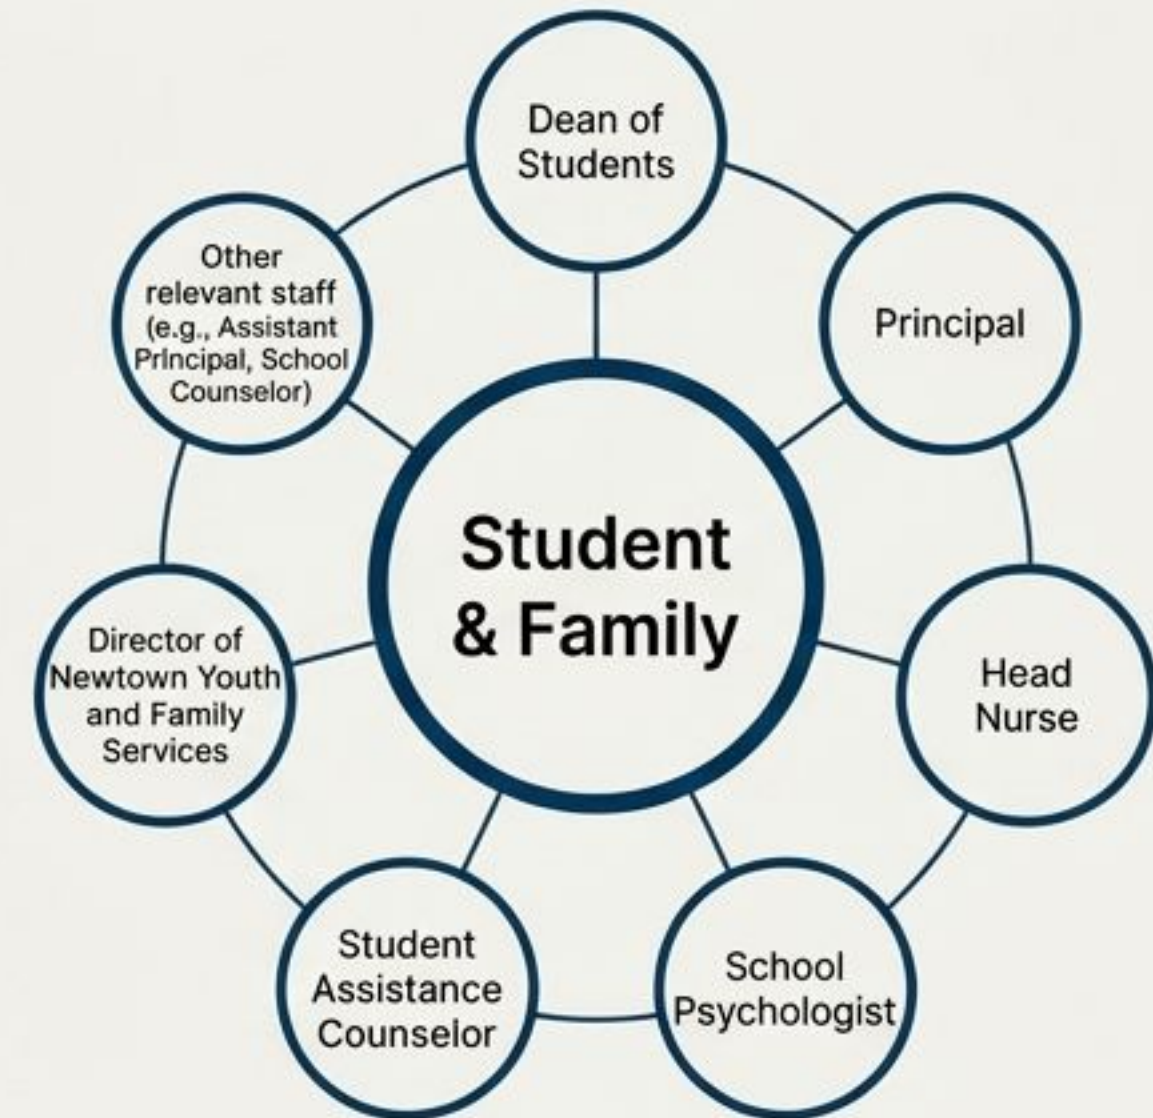 Dean of
Students
Principal
Head
Nurse
School
Psychologist
Student
Assistance
Counselor
Director of
Newtown Youth
and Family
Services
Other
relevant staff
(e.g., Assistant
PrIncipal, School
Counselor)
Student
& Family